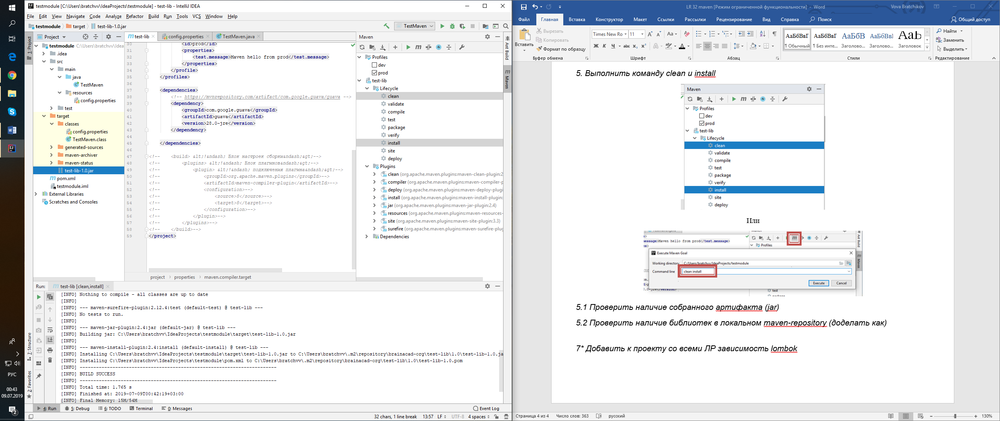 testmodule [C:\Users\bratchvv\IdeaProjects\testmodule] - test-lib - IntelliJ IDEA
File Edit View Navigate Code Analyze Refactor Build Run Tools VCS Window Help
testmodule target test-lib-1.0.jar
TestMaven
1: Project
Project
testmodule C:\Users\bratchvv\Idea
.idea
src
main
java
TestMaven
resources
config.properties
test
target
classes
config.properties
TestMaven.class
generated-sources
maven-archiver
maven-status
test-lib-1.0.jar
pom.xml
testmodule.iml
External Libraries
Scratches and Consoles
test-lib config.properties TestMaven.java
30 <id>prod</id>
31 <properties>
32 <test.message>Maven hello from prod</test.message>
33 </properties>
34 </profile>
35 </profiles>
36
37 <dependencies>
38 <!-- https://mvnrepository.com/artifact/com.google.guava/guava -->
39 <dependency>
40 <groupId>com.google.guava</groupId>
41 <artifactId>guava</artifactId>
42 <version>28.0-jre</version>
43 </dependency>
44
45 </dependencies>
46
47 <!-- <build> &lt;!&ndash; Блок настроек сборки&ndash;&gt;-->
48 <!-- <plugins> &lt;!&ndash; Блок плагинов&ndash;&gt;-->
49 <!-- <plugin> &lt;!&ndash; подключения плагина&ndash;&gt;-->
50 <!-- <groupId>org.apache.maven.plugins</groupId>-->
51 <!-- <artifactId>maven-compiler-plugin</artifactId>-->
52 <!-- <configuration>-->
53 <!-- <source>8</source>-->
54 <!-- <target>8</target>-->
55 <!-- </configuration>-->
56 <!-- </plugin>-->
57 <!-- </plugins>-->
58 <!-- </build>-->
59 </project>
project properties maven.compiler.target
Maven
Profiles
dev
prod
test-lib
Lifecycle
clean
validate
compile
test
package
verify
install
site
deploy
Plugins
clean (org.apache.maven.plugins:maven-clean-plugin:2
compiler (org.apache.maven.plugins:maven-compiler-p
deploy (org.apache.maven.plugins:maven-deploy-plugi
install (org.apache.maven.plugins:maven-install-plugin:
jar (org.apache.maven.plugins:maven-jar-plugin:2.4)
resources (org.apache.maven.plugins:maven-resources-
site (org.apache.maven.plugins:maven-site-plugin:3.3)
surefire (org.apache.maven.plugins:maven-surefire-plug
Dependencies
Ant Build
Maven
Run: test-lib [clean,install]
[INFO] Nothing to compile - all classes are up to date
[INFO]
[INFO] --- maven-surefire-plugin:2.12.4:test (default-test) @ test-lib ---
[INFO] No tests to run.
[INFO]
[INFO] --- maven-jar-plugin:2.4:jar (default-jar) @ test-lib ---
[INFO] Building jar: C:\Users\bratchvv\IdeaProjects\testmodule\target\test-lib-1.0.jar
[INFO]
[INFO] --- maven-install-plugin:2.4:install (default-install) @ test-lib ---
[INFO] Installing C:\Users\bratchvv\IdeaProjects\testmodule\target\test-lib-1.0.jar to C:\Users\bratchvv\.m2\repository\brainacad-org\test-lib\1.0\test-lib-1.0.ja
[INFO] Installing C:\Users\bratchvv\IdeaProjects\testmodule\pom.xml to C:\Users\bratchvv\.m2\repository\brainacad-org\test-lib\1.0\test-lib-1.0.pom
[INFO] ------------------------------------------------------------------------
[INFO] BUILD SUCCESS
[INFO] ------------------------------------------------------------------------
[INFO] Total time: 1.765 s
[INFO] Finished at: 2019-07-09T00:42:19+03:00
[INFO] Final Memory: 15M/54M
7: Structure
2: Favorites
4: Run 5: Debug 6: TODO Terminal 0: Messages Event Log
32 chars, 1 line break 13:57 LF UTF-8 4 spaces
РУС
00:43
09.07.2019
2
LR 32 maven [Режим ограниченной функциональности] - Word Vova Bratchikov
Файл Главная Вставка Конструктор Макет Ссылки Рассылки Рецензирование Вид Справка Поиск Общий доступ
Вставить
Вырезать
Копировать
Формат по образцу
Буфер обмена
Times New Ro 11
Ж К Ч abc x₂ x²
Шрифт
Абзац
АаБбВвГ АаБбВвГ АаБбВ АаБбВвІ Ааb
¶ Обычный ¶ Без инте... Заголово... Заголово... Заголовок
Стили
Найти
Заменить
Выделить
Редактирование
5. Выполнить команду clean и install
Maven
Profiles
dev
prod
test-lib
Lifecycle
clean
validate
compile
test
package
verify
install
site
deploy
Или
essage>Maven hello from prod</test.message>
Profiles
Execute Maven Goal
Working directory C:/Users/bratchvv/IdeaProjects/testmodule
Command line clean install
Execute Cancel
test
package
Ant Build
Maven
5.1 Проверить наличие собранного артифакта (jar)
5.2 Проверить наличие библиотек в локальном maven-repository (доделать как)
7* Добавить к проекту со всеми ЛР зависимость lombok
Страница 4 из 4 Число слов: 363 русский 130%